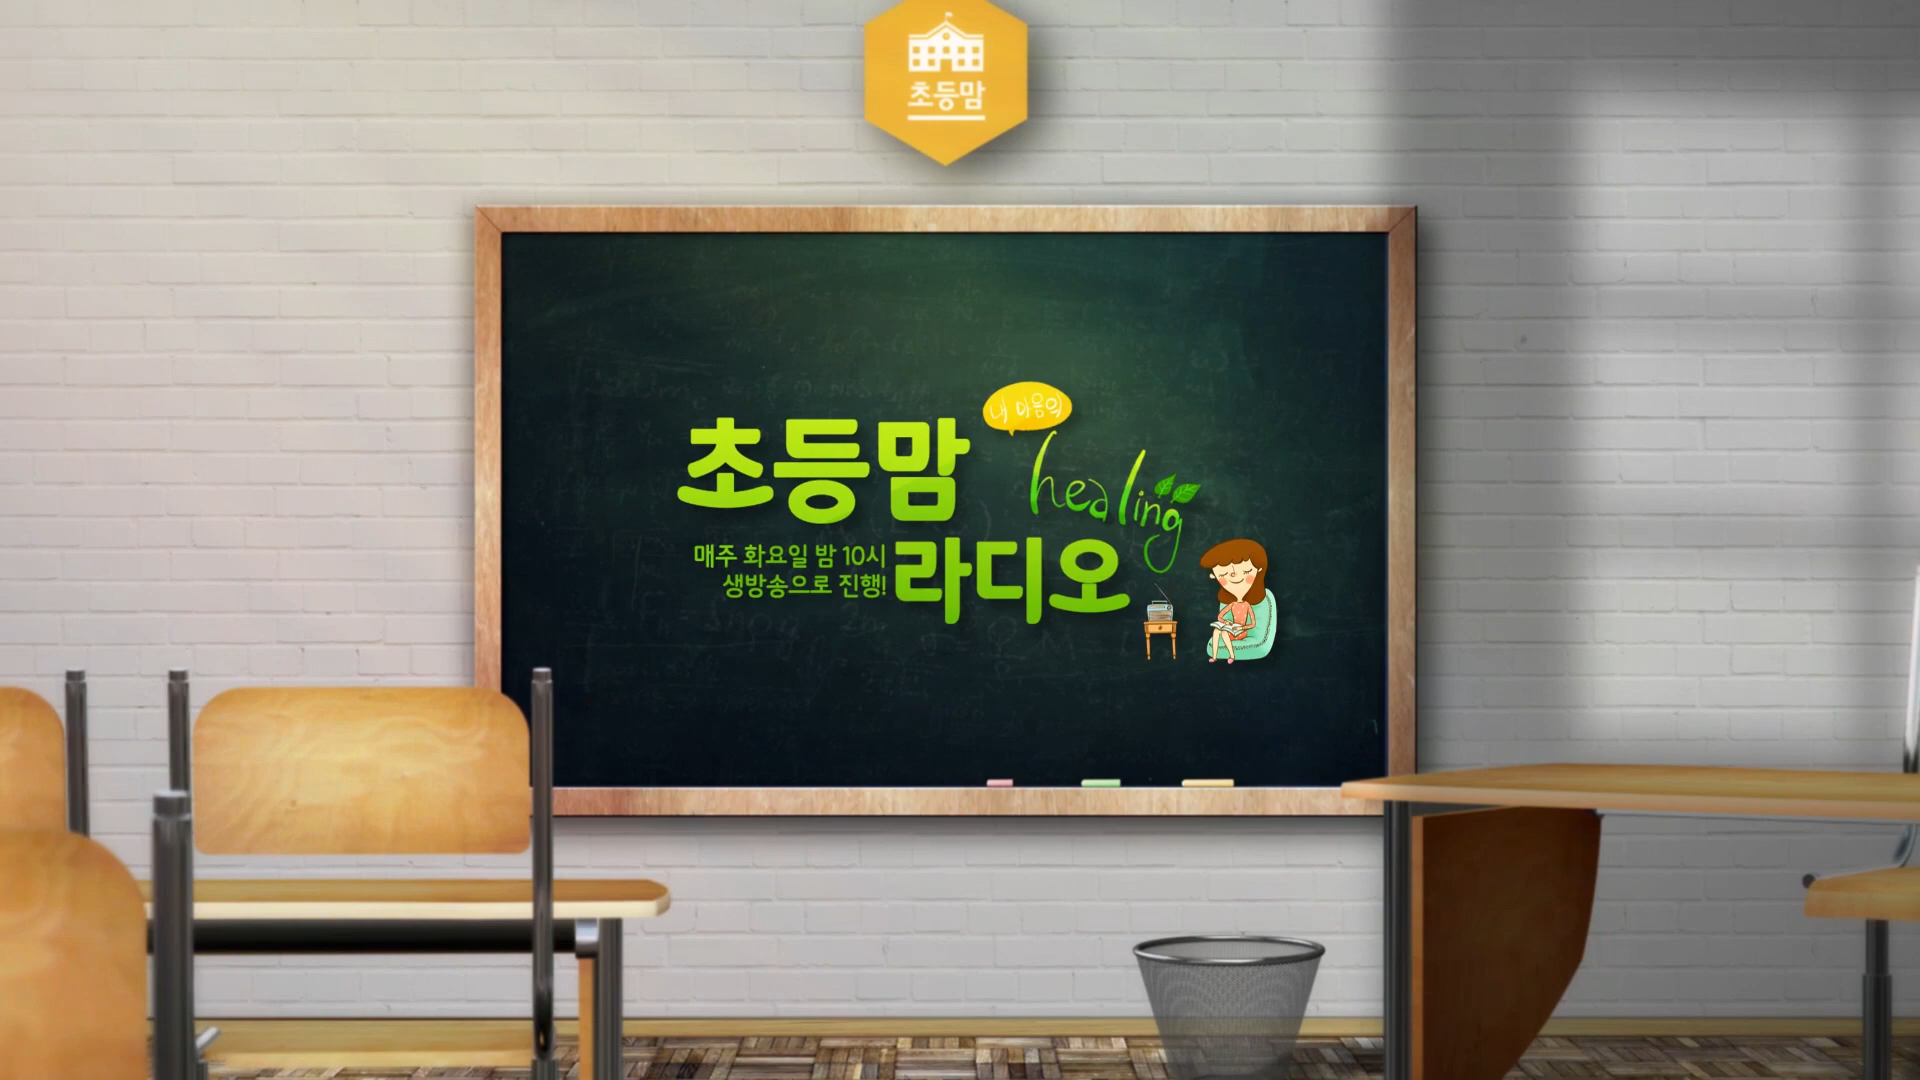 초등맘
내 마음의
초등맘
healing
매주 화요일 밤 10시
생방송으로 진행!
라디오